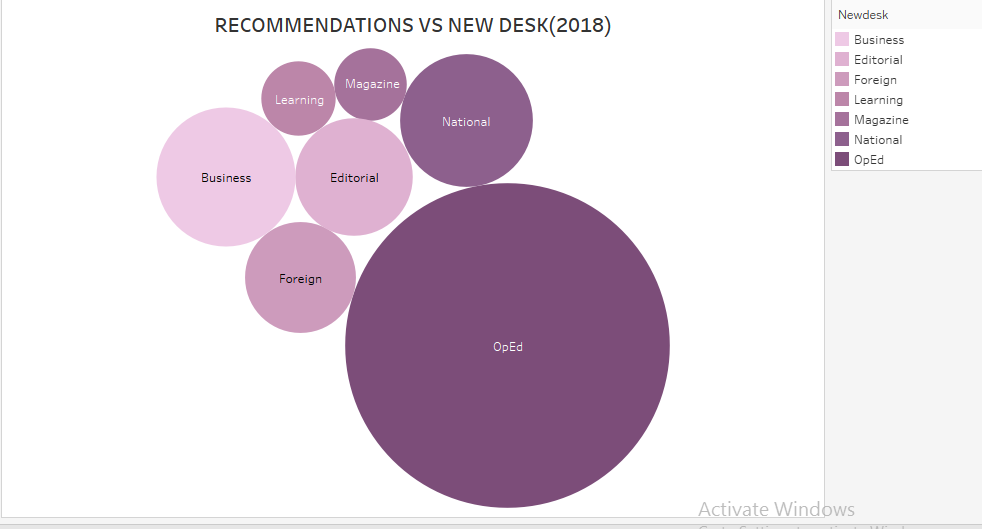 RECOMMENDATIONS VS NEW DESK(2018)
Newdesk
Business
Editorial
Foreign
Learning
Magazine
National
OpEd
Magazine
Learning
National
Business
Editorial
Foreign
OpEd
Activate Windows